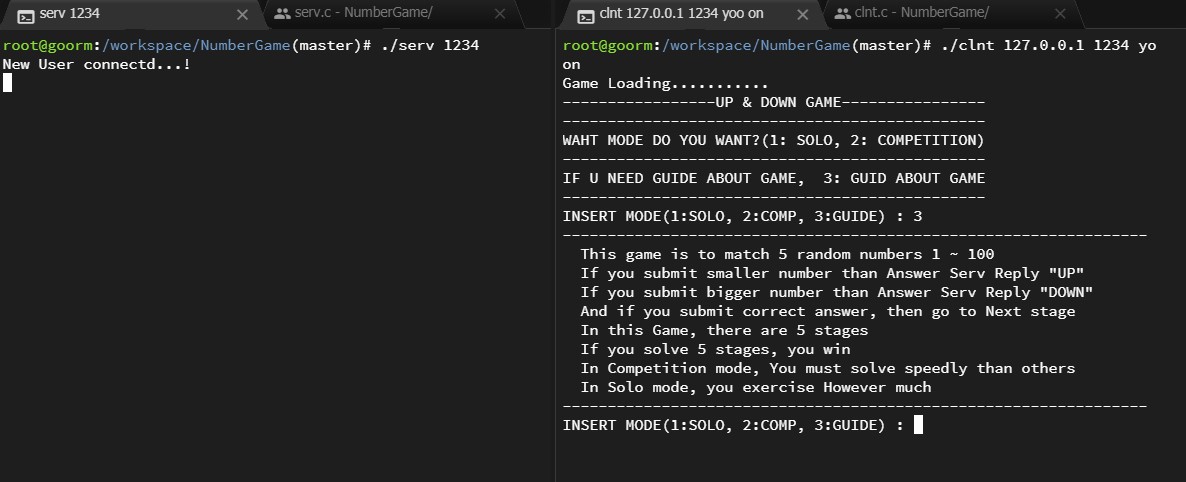 serv 1234
serv.c - NumberGame/
root@goorm:/workspace/NumberGame(master)# ./serv 1234
New User connectd...!
clnt 127.0.0.1 1234 yoo on
clnt.c - NumberGame/
root@goorm:/workspace/NumberGame(master)# ./clnt 127.0.0.1 1234 yo
on
Game Loading...........
-----------------UP & DOWN GAME----------------
-----------------------------------------------
WAHT MODE DO YOU WANT?(1: SOLO, 2: COMPETITION)
-----------------------------------------------
IF U NEED GUIDE ABOUT GAME,  3: GUID ABOUT GAME
-----------------------------------------------
INSERT MODE(1:SOLO, 2:COMP, 3:GUIDE) : 3
-----------------------------------------------------------------
This game is to match 5 random numbers 1 ~ 100
If you submit smaller number than Answer Serv Reply "UP"
If you submit bigger number than Answer Serv Reply "DOWN"
And if you submit correct answer, then go to Next stage
In this Game, there are 5 stages
If you solve 5 stages, you win
In Competition mode, You must solve speedly than others
In Solo mode, you exercise However much
-----------------------------------------------------------------
INSERT MODE(1:SOLO, 2:COMP, 3:GUIDE) :